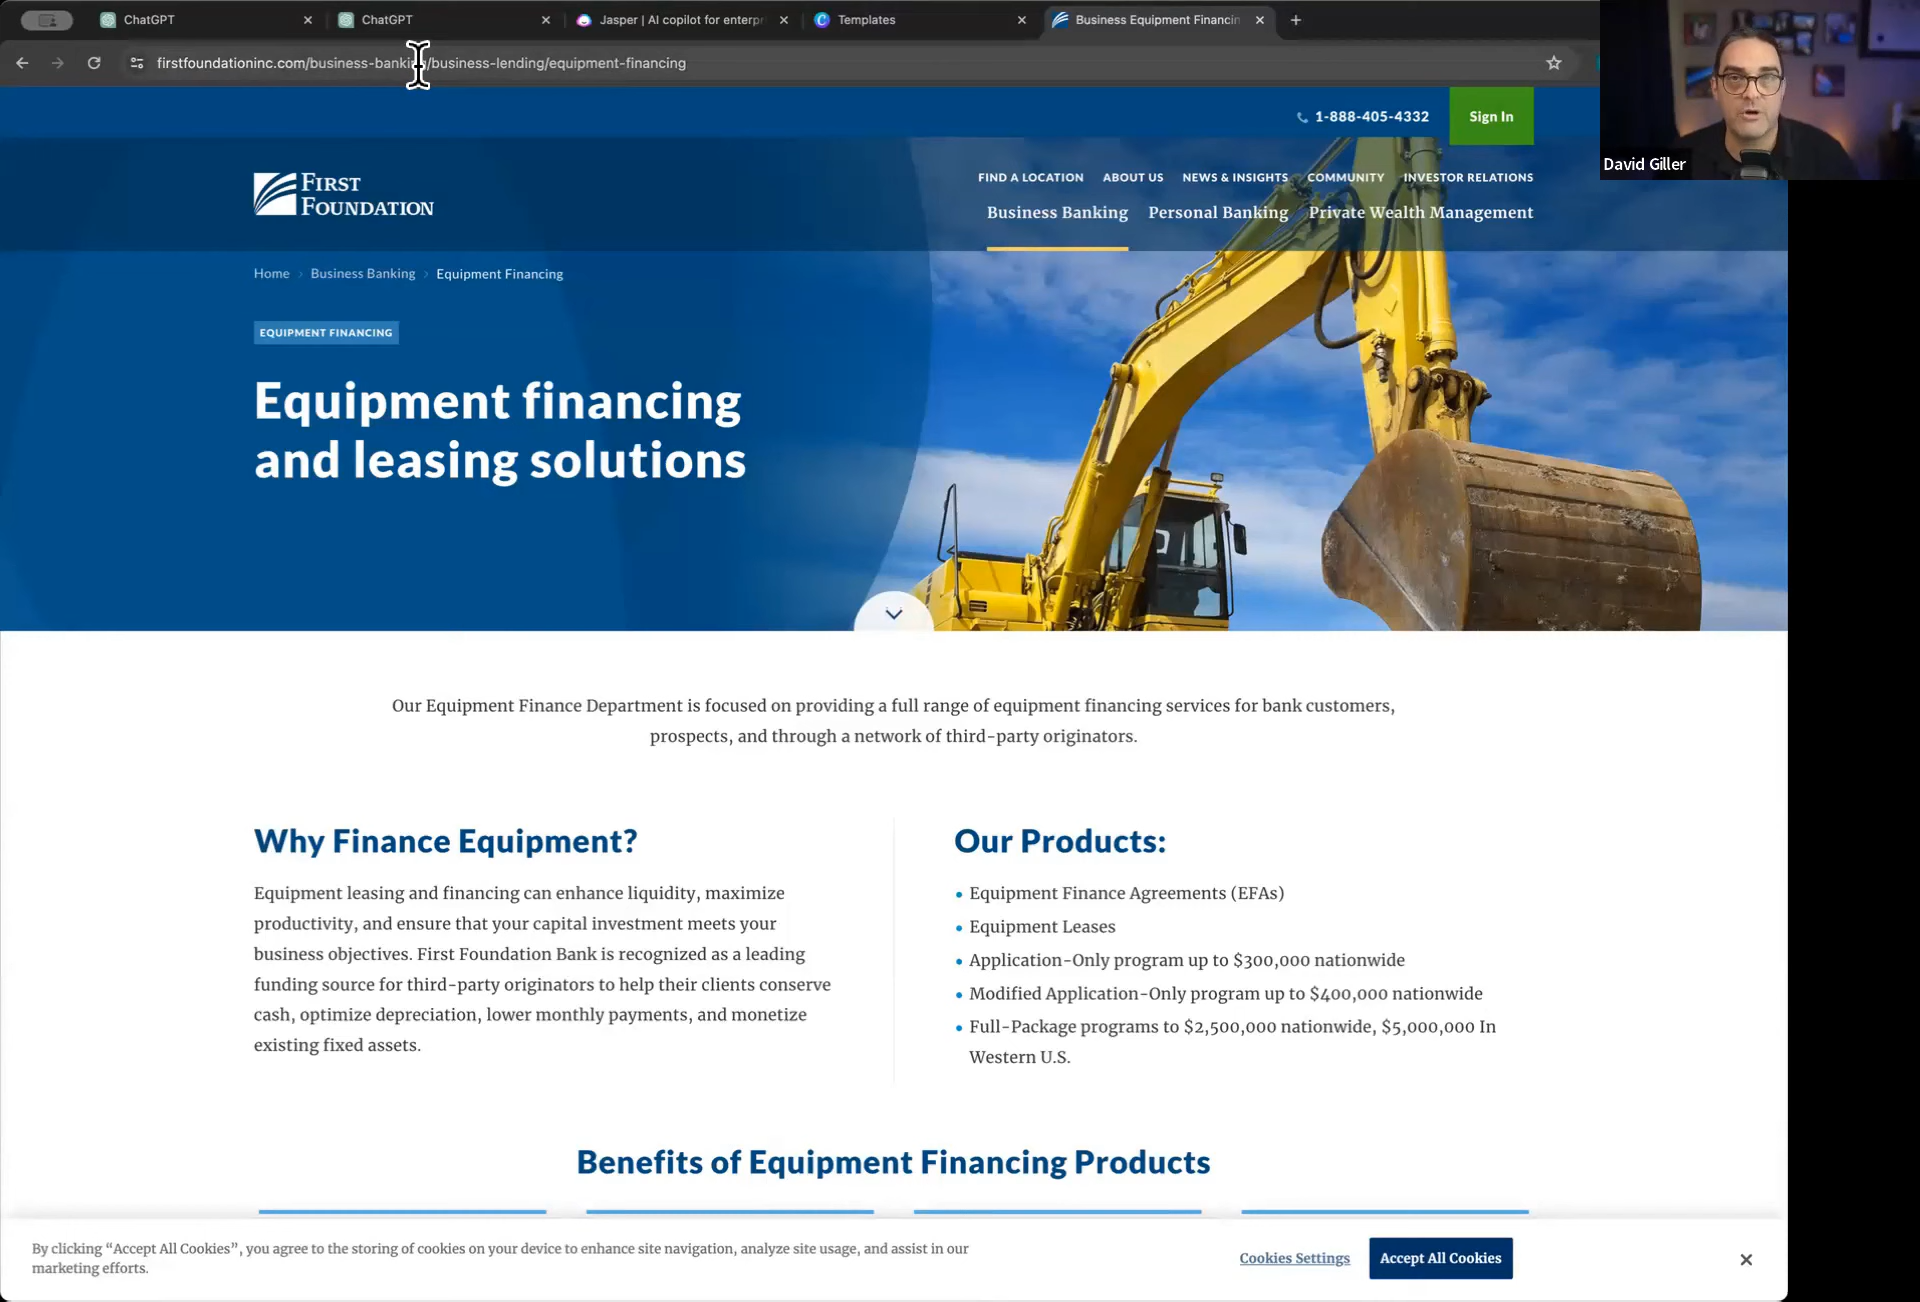 ChatGPT
ChatGPT
Jasper | AI copilot for enterpr
Templates
Business Equipment Financin
firstfoundationinc.com/business-banking/business-lending/equipment-financing
1-888-405-4332
Sign In
David Giller
FIRST
FOUNDATION
FIND A LOCATION ABOUT US NEWS & INSIGHTS COMMUNITY INVESTOR RELATIONS
Business Banking Personal Banking Private Wealth Management
Home › Business Banking › Equipment Financing
EQUIPMENT FINANCING
Equipment financing
and leasing solutions
Our Equipment Finance Department is focused on providing a full range of equipment financing services for bank customers,
prospects, and through a network of third-party originators.
Why Finance Equipment?
Equipment leasing and financing can enhance liquidity, maximize
productivity, and ensure that your capital investment meets your
business objectives. First Foundation Bank is recognized as a leading
funding source for third-party originators to help their clients conserve
cash, optimize depreciation, lower monthly payments, and monetize
existing fixed assets.
Our Products:
• Equipment Finance Agreements (EFAs)
• Equipment Leases
• Application-Only program up to $300,000 nationwide
• Modified Application-Only program up to $400,000 nationwide
• Full-Package programs to $2,500,000 nationwide, $5,000,000 In
Western U.S.
Benefits of Equipment Financing Products
By clicking “Accept All Cookies”, you agree to the storing of cookies on your device to enhance site navigation, analyze site usage, and assist in our
marketing efforts.
Cookies Settings
Accept All Cookies